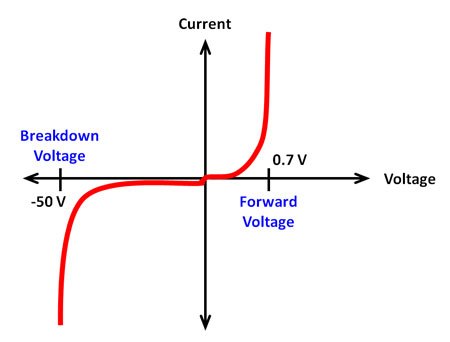 Current
Breakdown
Voltage
0.7 V
Voltage
-50 V
Forward
Voltage